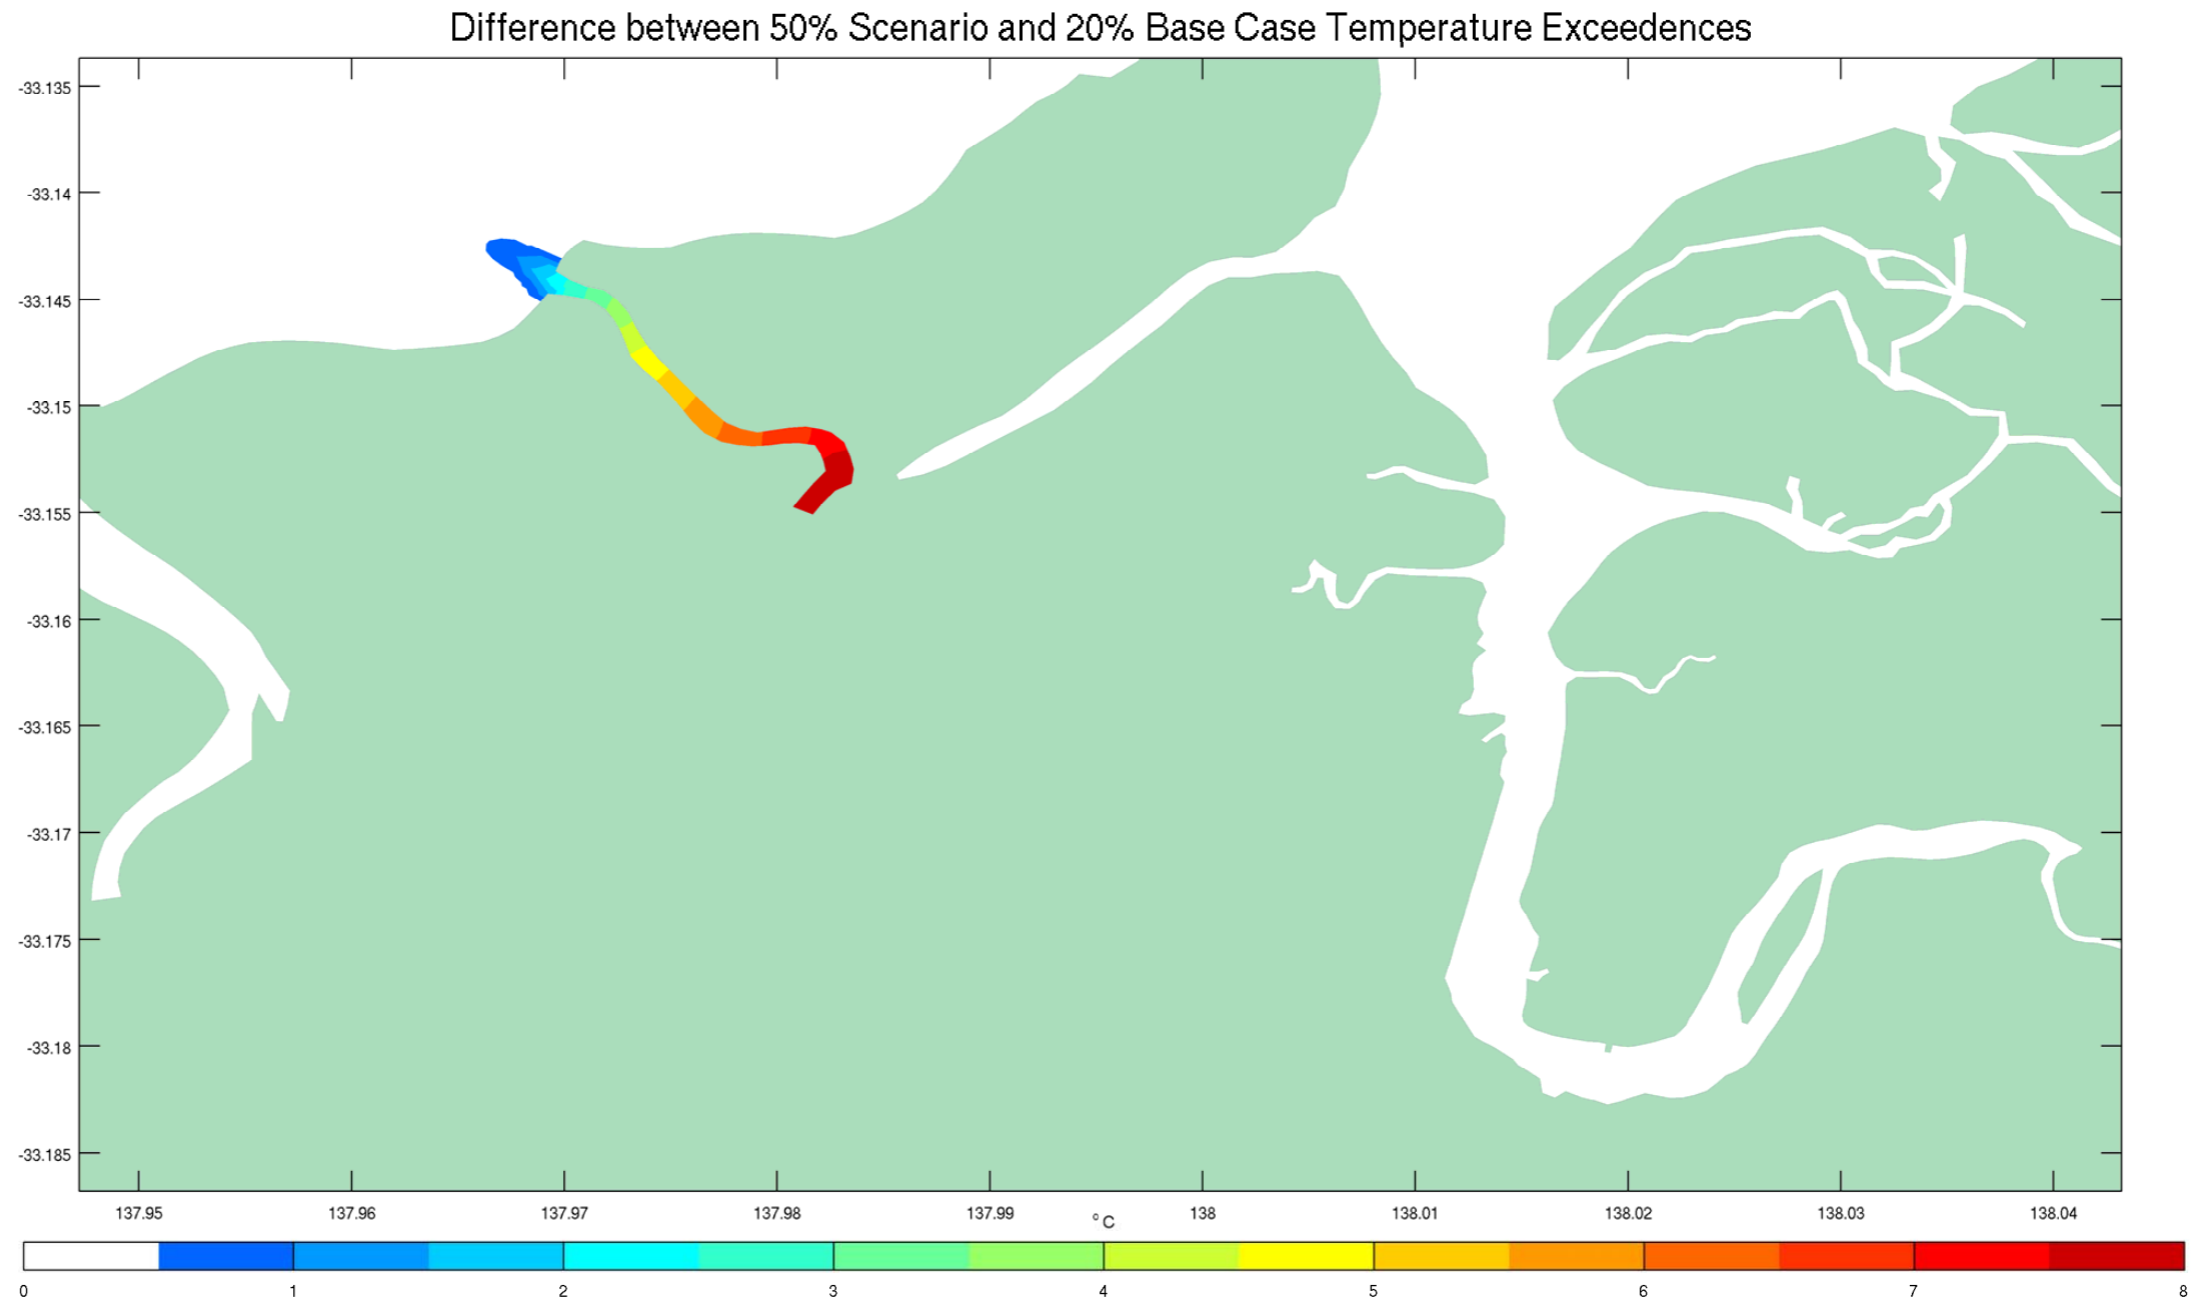 Difference between 50% Scenario and 20% Base Case Temperature Exceedences
-33.135
-33.14
-33.145
-33.15
-33.155
-33.16
-33.165
-33.17
-33.175
-33.18
-33.185
137.95 137.96 137.97 137.98 137.99 138 138.01 138.02 138.03 138.04
°C
0 1 2 3 4 5 6 7 8